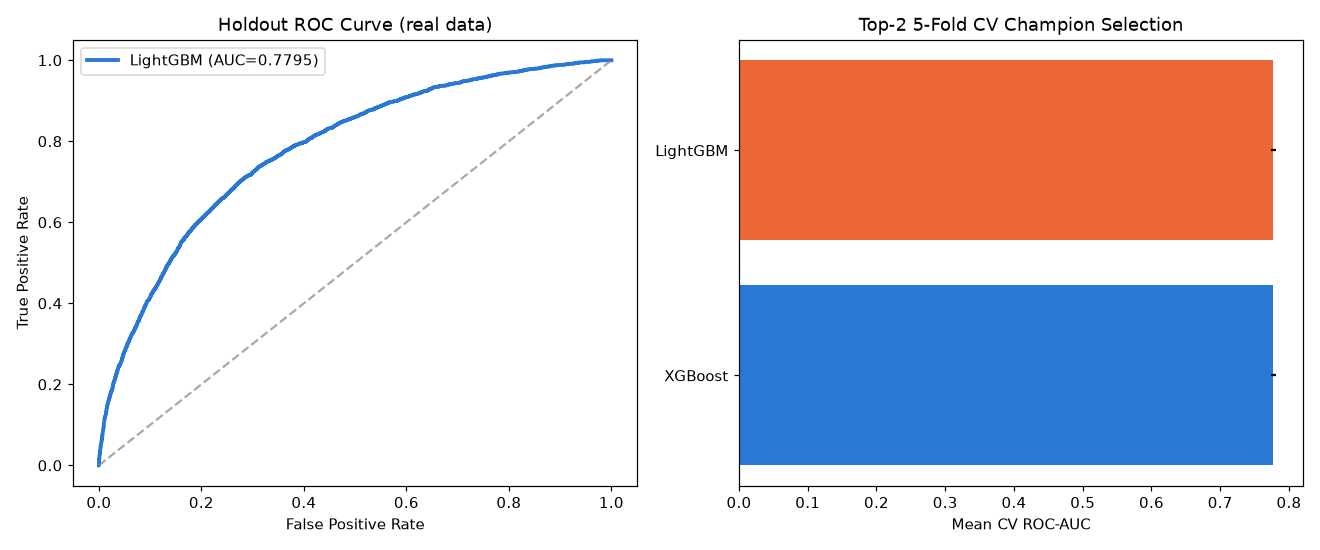 Holdout ROC Curve (real data)
LightGBM (AUC=0.7795)
True Positive Rate
1.0
0.8
0.6
0.4
0.2
0.0
0.0 0.2 0.4 0.6 0.8 1.0
False Positive Rate
Top-2 5-Fold CV Champion Selection
LightGBM
XGBoost
0.0 0.1 0.2 0.3 0.4 0.5 0.6 0.7 0.8
Mean CV ROC-AUC